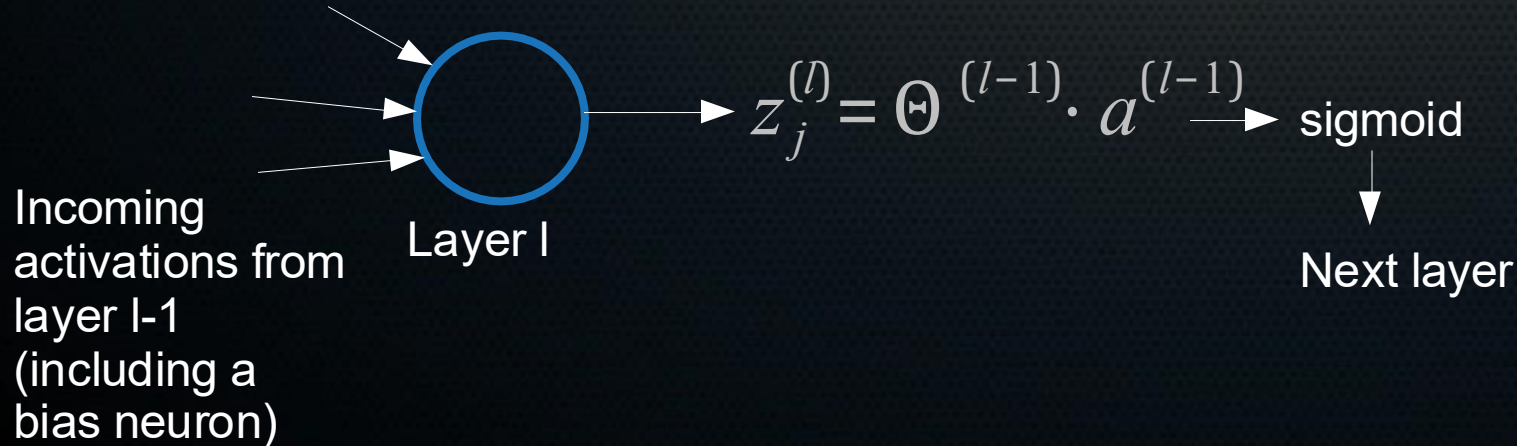 z_j^(l) = Θ^(l−1) · a^(l−1)
sigmoid
Incoming
activations from
layer l-1
(including a
bias neuron)
Layer l
Next layer